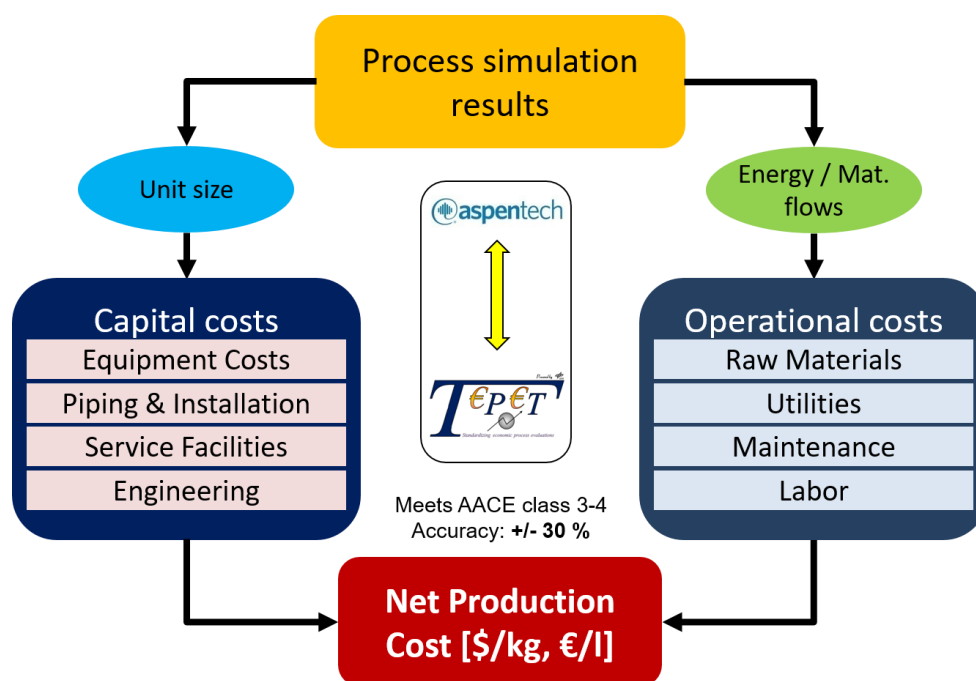 Process simulation
results
Unit size
Energy / Mat.
flows
aspentech
Capital costs
Equipment Costs
Piping & Installation
Service Facilities
Engineering
Operational costs
Raw Materials
Utilities
Maintenance
Labor
T€P€T
Standardizing economic process evaluations
Meets AACE class 3-4
Accuracy: +/- 30 %
Net Production
Cost [$/kg, €/l]